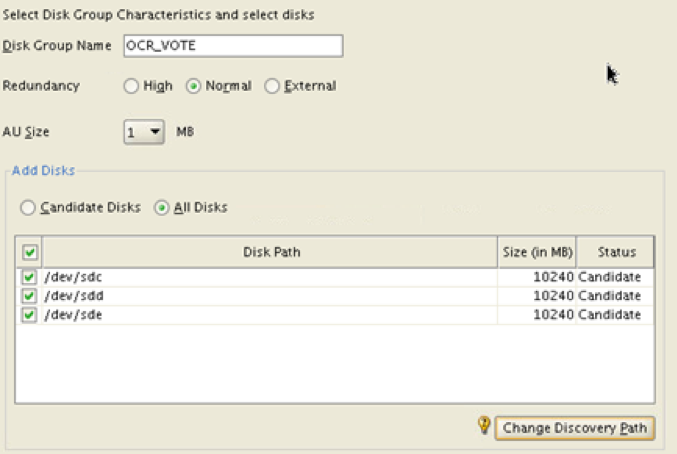 Select Disk Group Characteristics and select disks
Disk Group Name OCR_VOTE
Redundancy High Normal External
AU Size 1 MB
Add Disks
Candidate Disks All Disks
Disk Path Size (in MB) Status
/dev/sdc 10240 Candidate
/dev/sdd 10240 Candidate
/dev/sde 10240 Candidate
Change Discovery Path